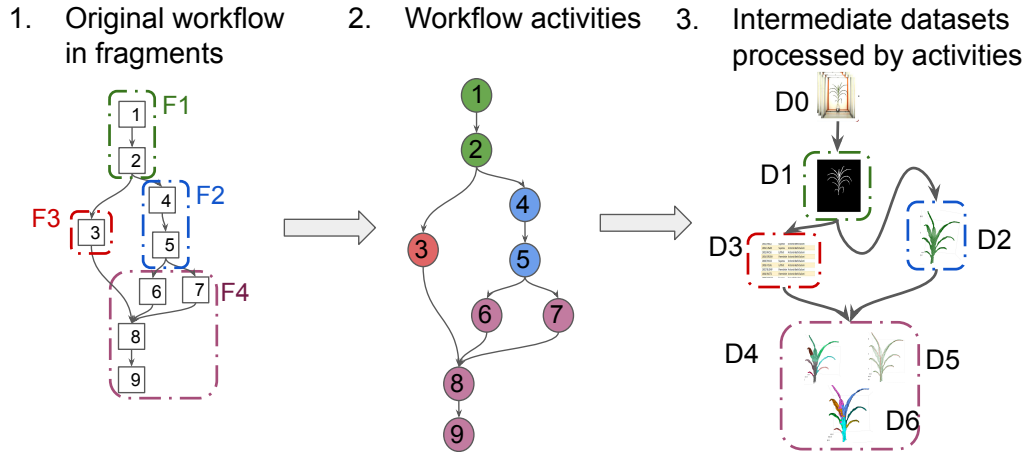 1. Original workflow
in fragments
2. Workflow activities
3. Intermediate datasets
processed by activities
1
F1
2
4
F2
F3
3
5
6
7
F4
8
9
1
2
4
3
5
6
7
8
9
D0
D1
D3
D2
D4
D5
D6